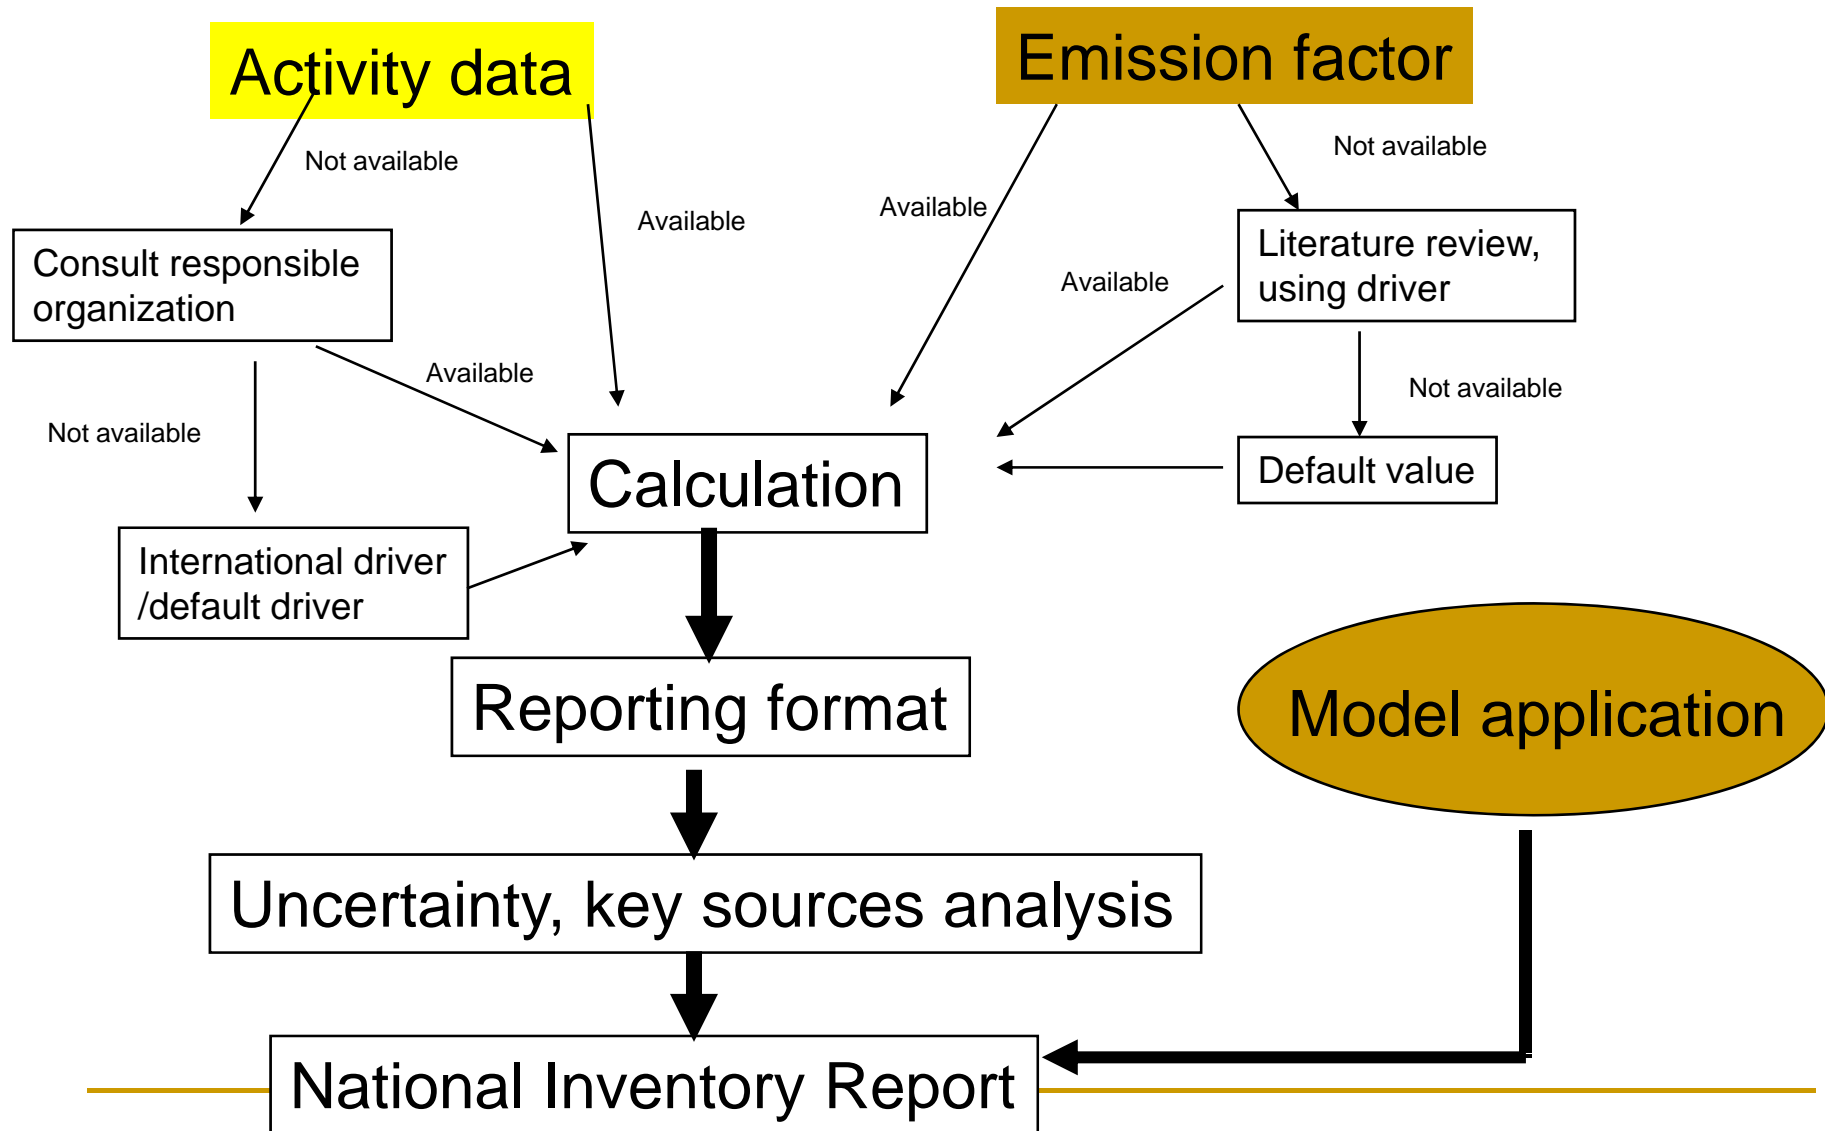 Activity data
Emission factor
Not available
Not available
Available
Available
Consult responsible
organization
Literature review,
using driver
Available
Available
Not available
Not available
Calculation
Default value
International driver
/default driver
Reporting format
Model application
Uncertainty, key sources analysis
National Inventory Report